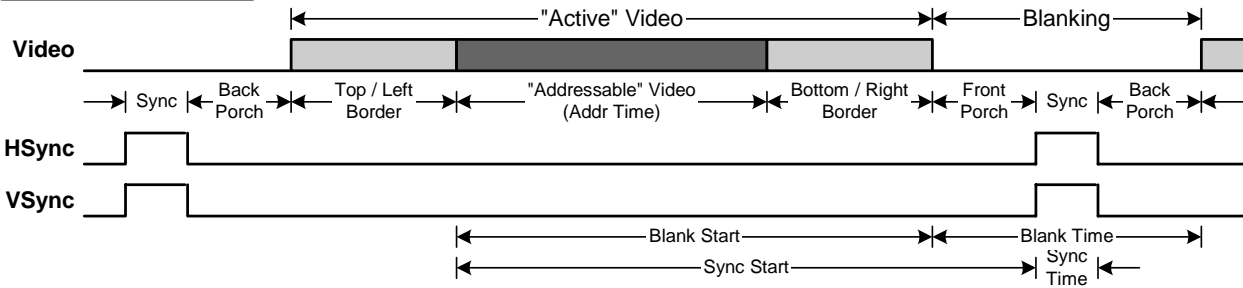 "Active" Video
Blanking
Video
Sync
Back
Porch
Top / Left
Border
"Addressable" Video
(Addr Time)
Bottom / Right
Border
Front
Porch
Sync
Back
Porch
HSync
VSync
Blank Start
Blank Time
Sync Start
Sync
Time